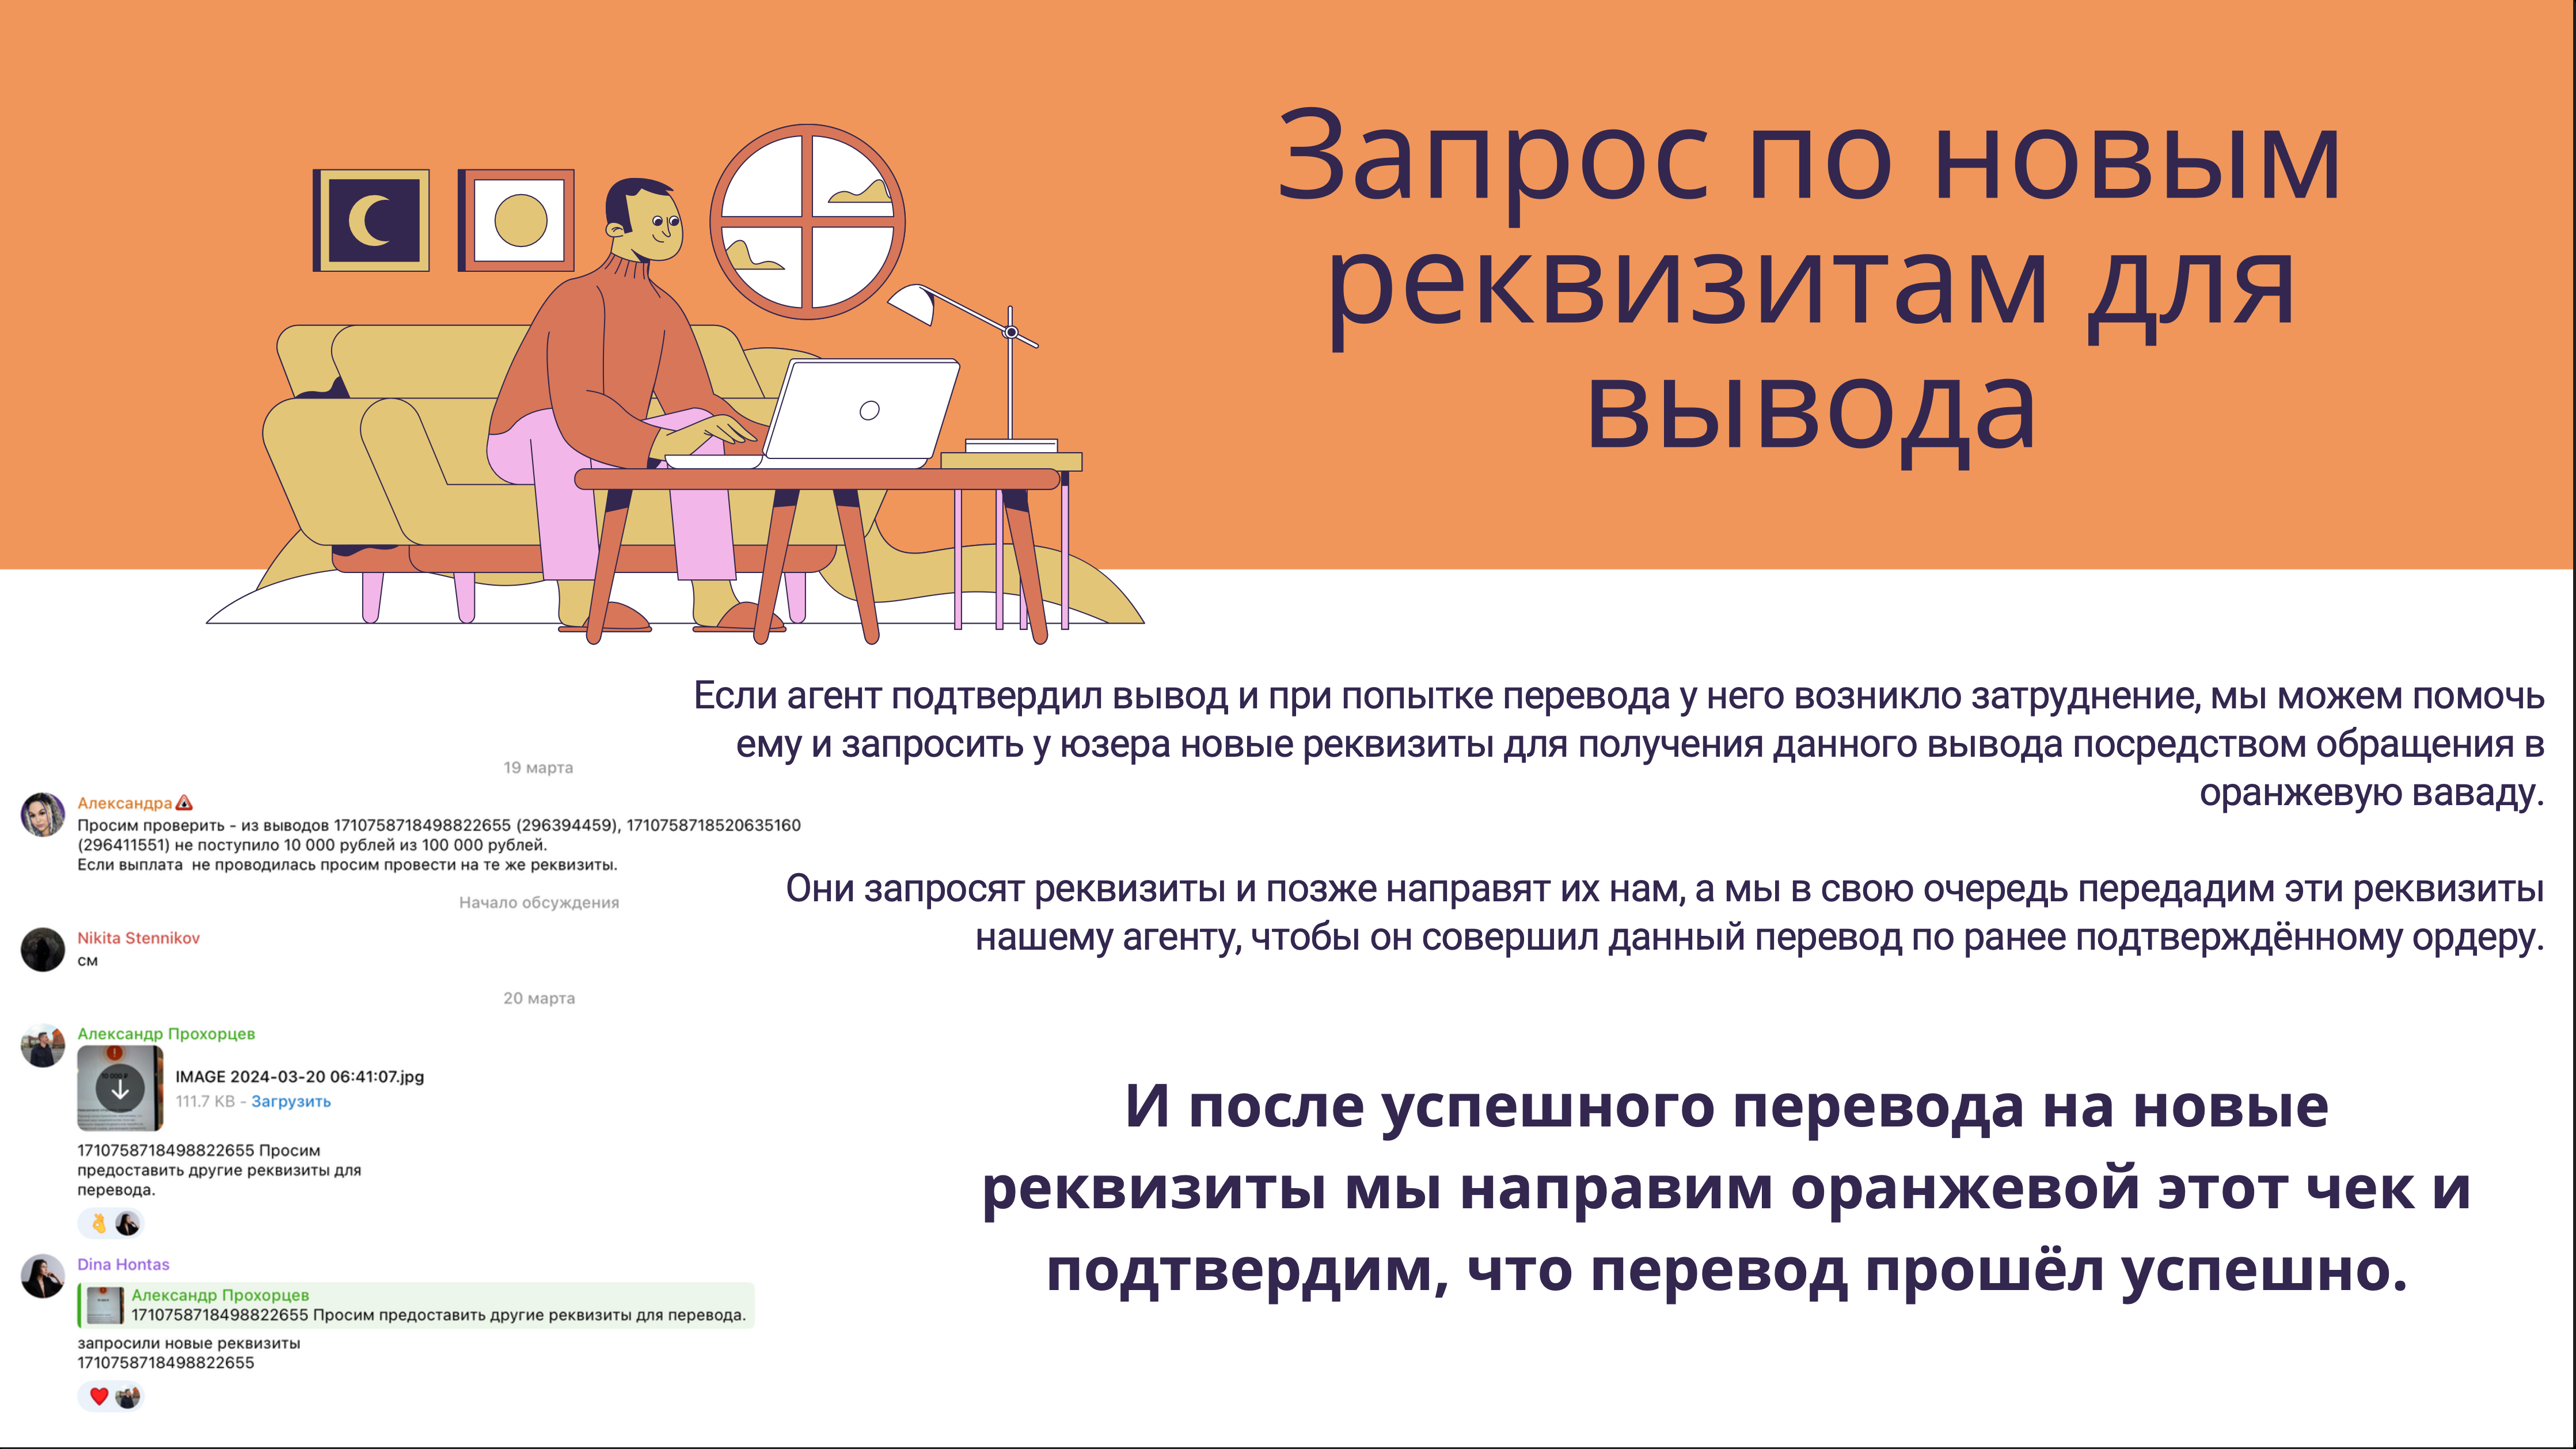 Запрос по новым
реквизитам для
вывода
Если агент подтвердил вывод и при попытке перевода у него возникло затруднение, мы можем помочь
ему и запросить у юзера новые реквизиты для получения данного вывода посредством обращения в
оранжевую ваваду.
Они запросят реквизиты и позже направят их нам, а мы в свою очередь передадим эти реквизиты
нашему агенту, чтобы он совершил данный перевод по ранее подтверждённому ордеру.
И после успешного перевода на новые
реквизиты мы направим оранжевой этот чек и
подтвердим, что перевод прошёл успешно.
19 марта
Александра
Просим проверить - из выводов 1710758718498822655 (296394459), 1710758718520635160
(296411551) не поступило 10 000 рублей из 100 000 рублей.
Если выплата  не проводилась просим провести на те же реквизиты.
Начало обсуждения
Nikita Stennikov
см
20 марта
Александр Прохорцев
IMAGE 2024-03-20 06:41:07.jpg
111.7 KB - Загрузить
1710758718498822655 Просим
предоставить другие реквизиты для
перевода.
Dina Hontas
Александр Прохорцев
1710758718498822655 Просим предоставить другие реквизиты для перевода.
запросили новые реквизиты
1710758718498822655